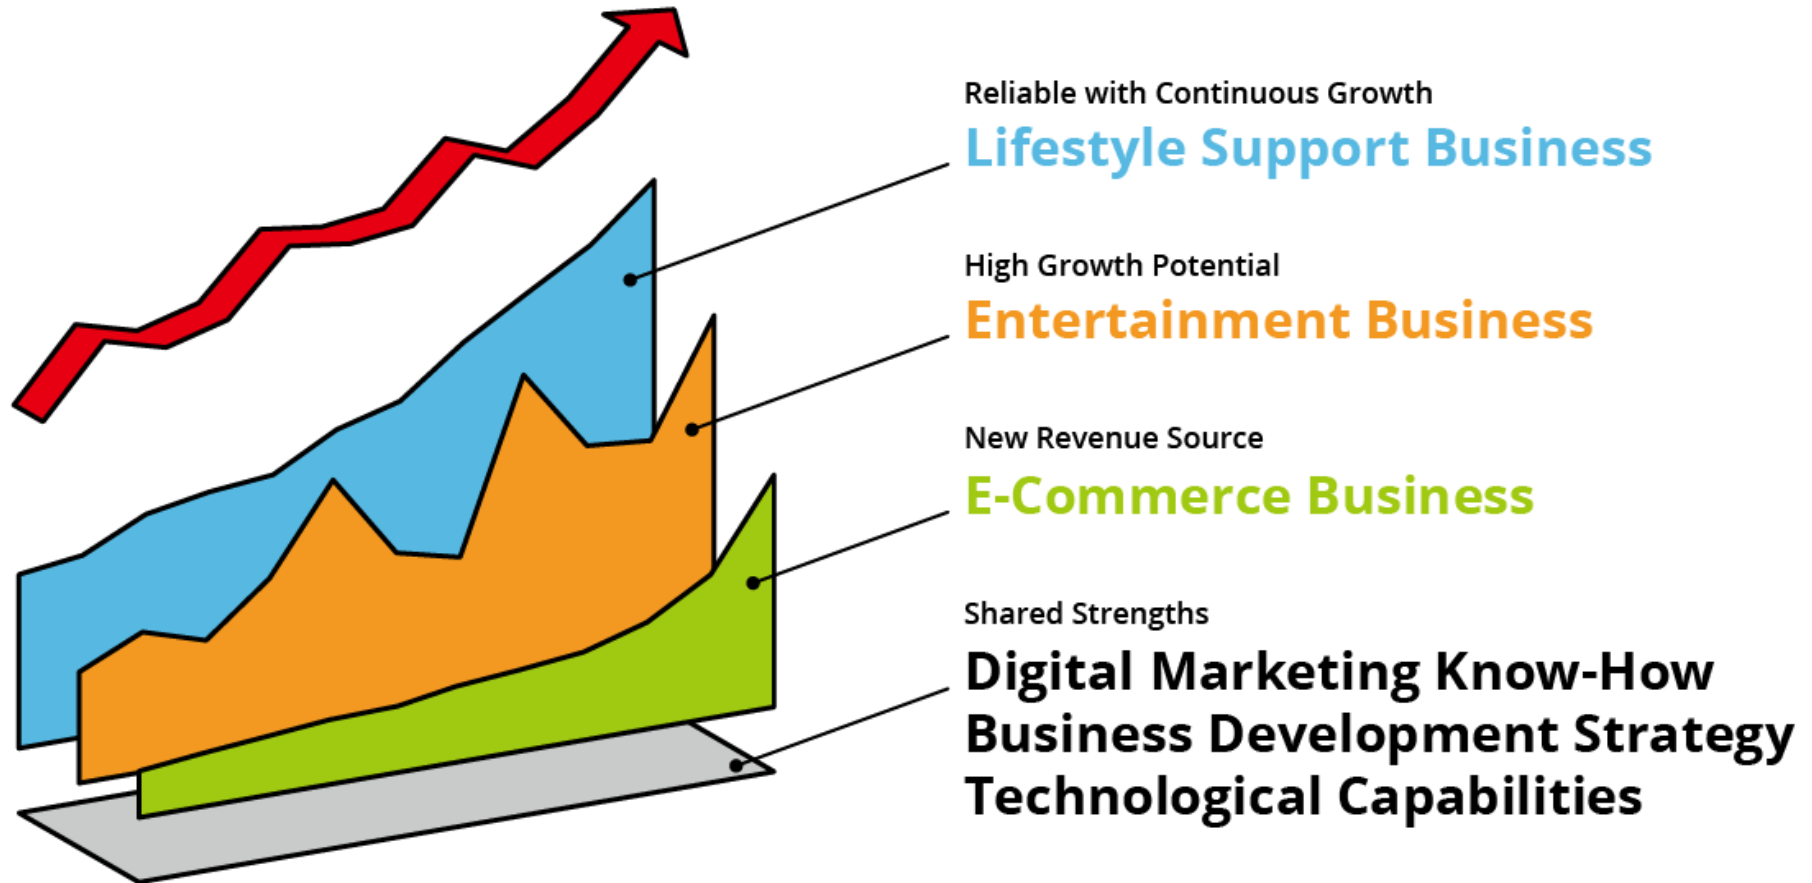 Reliable with Continuous Growth
Lifestyle Support Business
High Growth Potential
Entertainment Business
New Revenue Source
E-Commerce Business
Shared Strengths
Digital Marketing Know-How
Business Development Strategy
Technological Capabilities